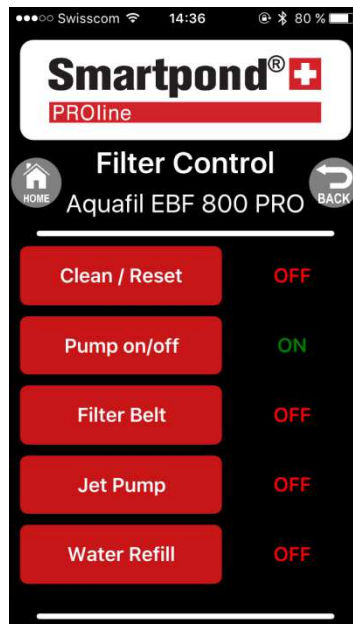 ●●●○○ Swisscom 14:36 80 %
Smartpond®
PROline
Filter Control
HOME
Aquafil EBF 800 PRO
BACK
Clean / Reset OFF
Pump on/off ON
Filter Belt OFF
Jet Pump OFF
Water Refill OFF